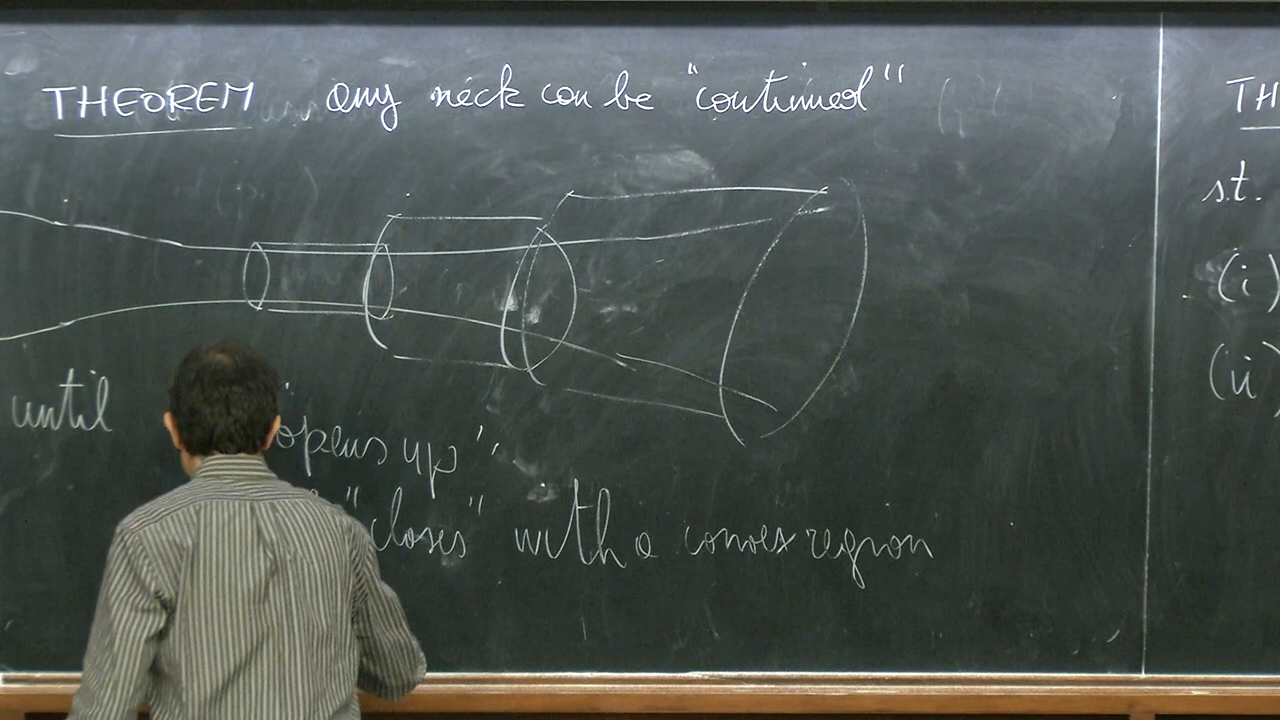 THEOREM any neck can be "continued"
until opens up"
"closes" with a convex region
TH
s.t.
(i)
(ii